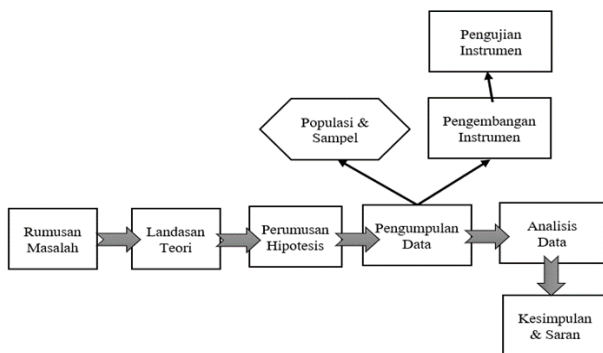 Pengujian
Instrumen
Populasi &
Sampel
Pengembangan
Instrumen
Rumusan
Masalah
Landasan
Teori
Perumusan
Hipotesis
Pengumpulan
Data
Analisis
Data
Kesimpulan
& Saran